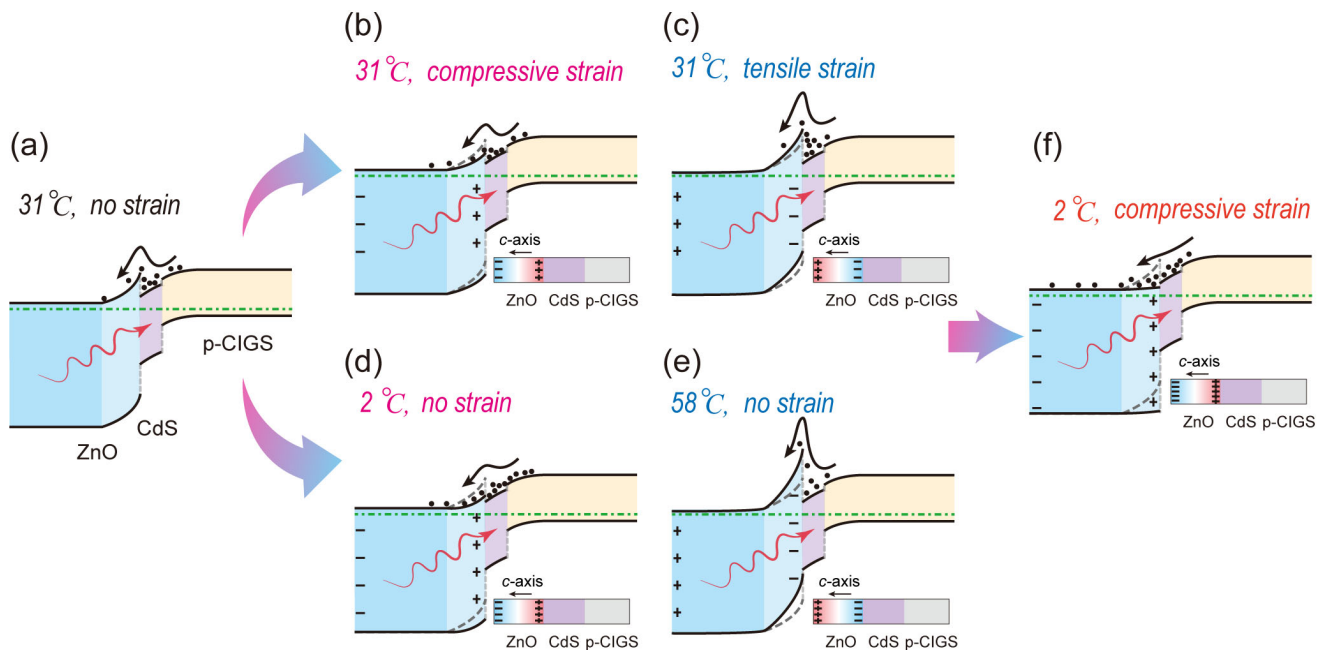 (a)
31℃, no strain
p-CIGS
CdS
ZnO
(b)
31℃, compressive strain
− + − + − +
c-axis
ZnO CdS p-CIGS
(c)
31℃, tensile strain
+ − + − + −
c-axis
ZnO CdS p-CIGS
(d)
2℃, no strain
− + − + − + − +
c-axis
ZnO CdS p-CIGS
(e)
58℃, no strain
− + − + − + − +
c-axis
ZnO CdS p-CIGS
(f)
2℃, compressive strain
− + − + − + − + − +
c-axis
ZnO CdS p-CIGS